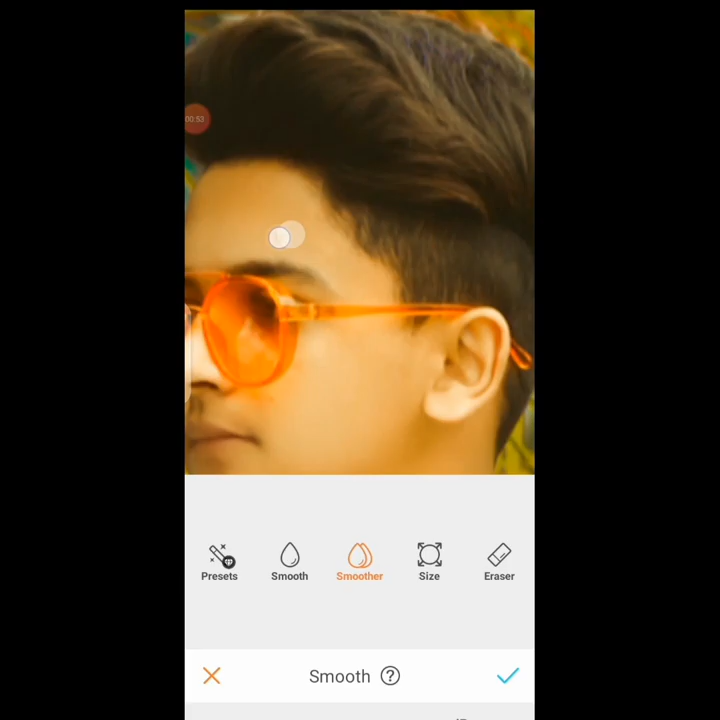 00:53
Presets
Smooth
Smoother
Size
Eraser
Smooth ?